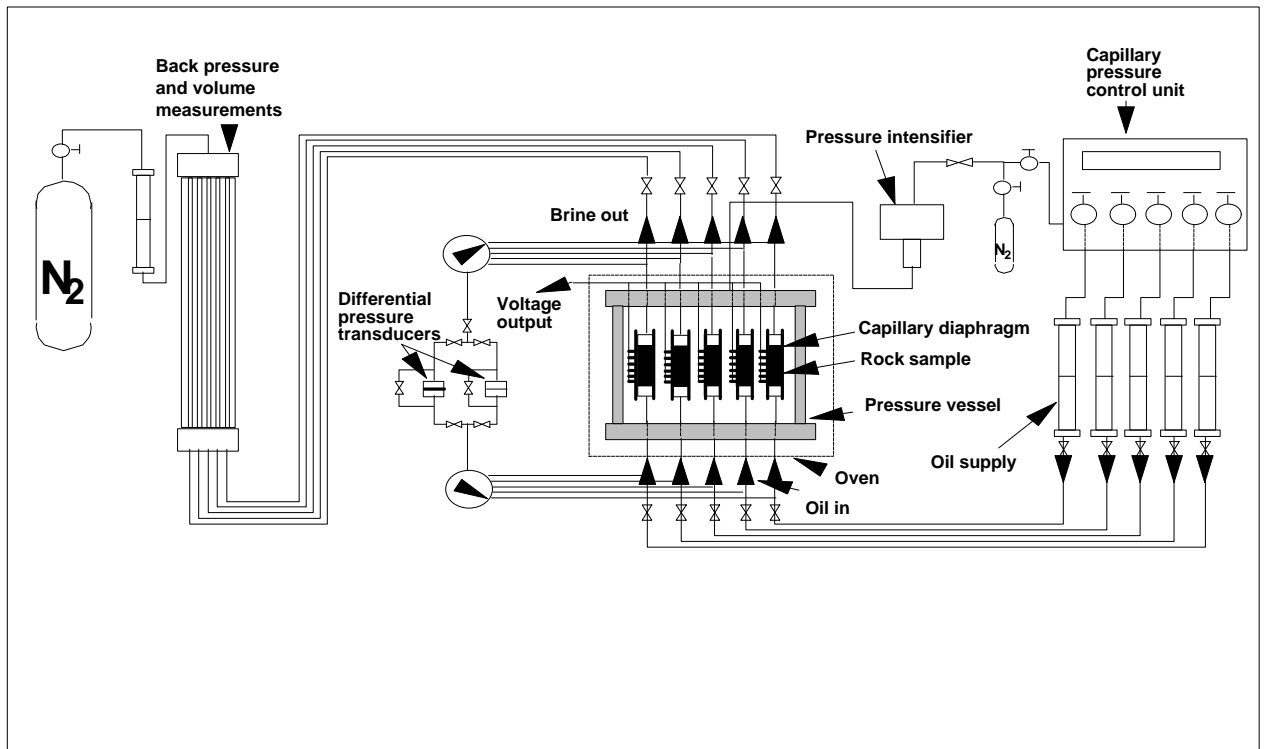 Back pressure
and volume
measurements
Capillary
pressure
control unit
Pressure intensifier
Brine out
N2
N2
Differential
pressure
transducers
Voltage
output
Capillary diaphragm
Rock sample
Pressure vessel
Oil supply
Oven
Oil in